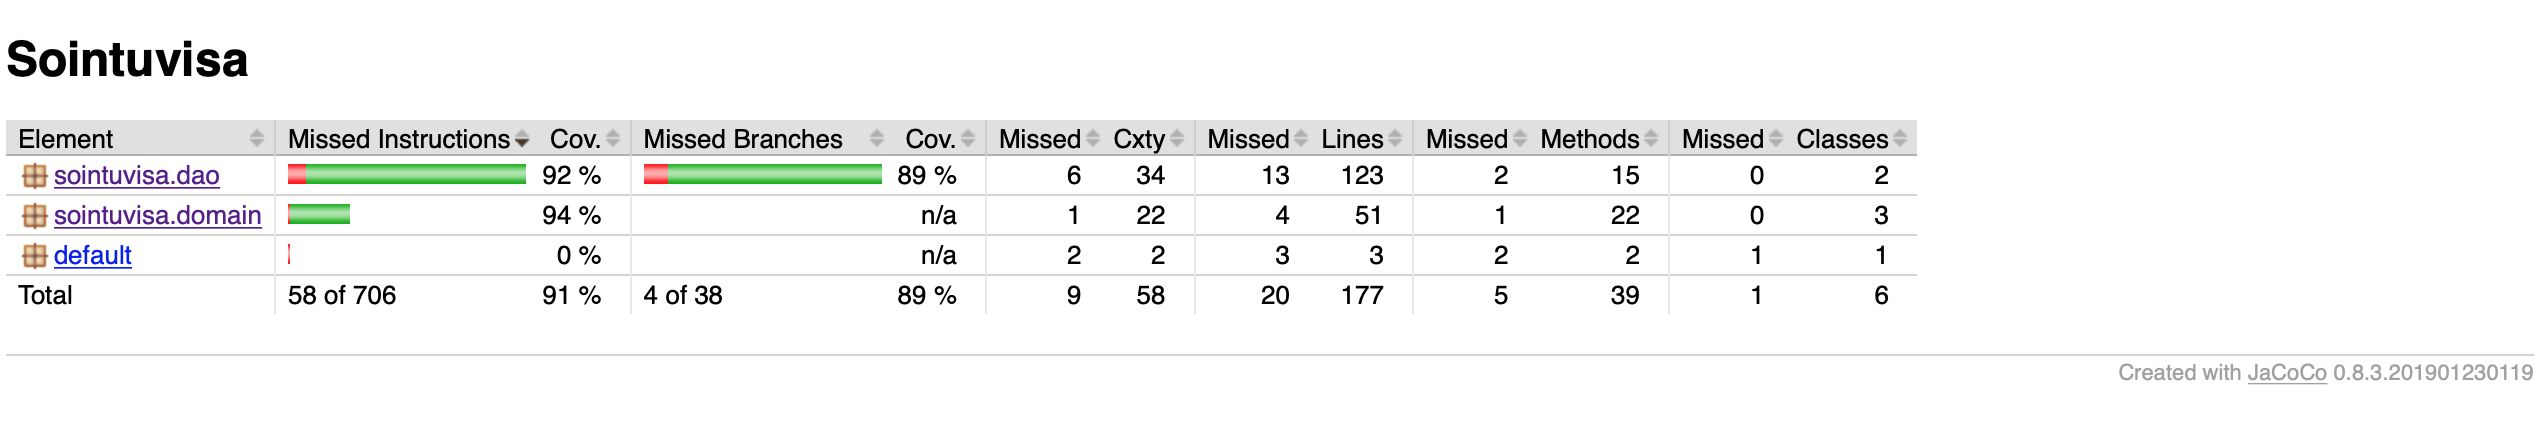 Sointuvisa
Element Missed Instructions Cov. Missed Branches Cov. Missed Cxty Missed Lines Missed Methods Missed Classes
sointuvisa.dao 92 % 89 % 6 34 13 123 2 15 0 2
sointuvisa.domain 94 % n/a 1 22 4 51 1 22 0 3
default 0 % n/a 2 2 3 3 2 2 1 1
Total 58 of 706 91 % 4 of 38 89 % 9 58 20 177 5 39 1 6
Created with JaCoCo 0.8.3.201901230119